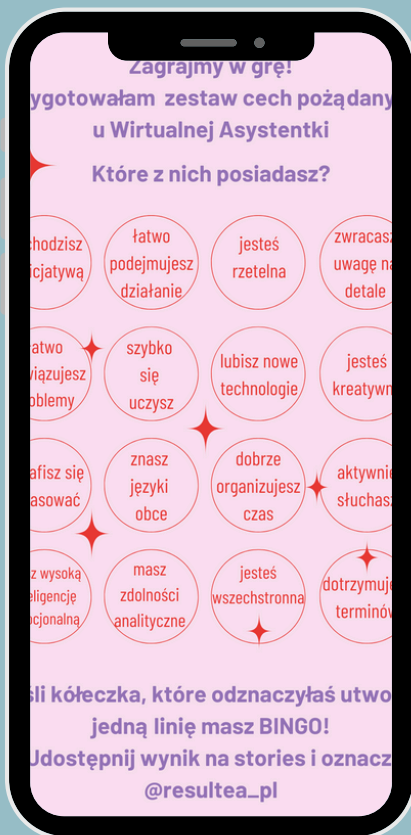 Zagrajmy w grę!
ygotowałam zestaw cech pożądany
u Wirtualnej Asystentki
Które z nich posiadasz?
chodzisz
icjatywą
łatwo
podejmujesz
działanie
jesteś
rzetelna
zwracasz
uwagę na
detale
atwo
wiązujesz
oblemy
szybko
się
uczysz
lubisz nowe
technologie
jesteś
kreatywn
afisz się
asować
znasz
języki
obce
dobrze
organizujesz
czas
aktywnie
słuchasz
z wysoką
eligencję
ocjonalną
masz
zdolności
analityczne
jesteś
wszechstronna
dotrzymuje
terminów
śli kółeczka, które odznaczyłaś utwo
jedną linię masz BINGO!
Udostępnij wynik na stories i oznacz
@resultea_pl